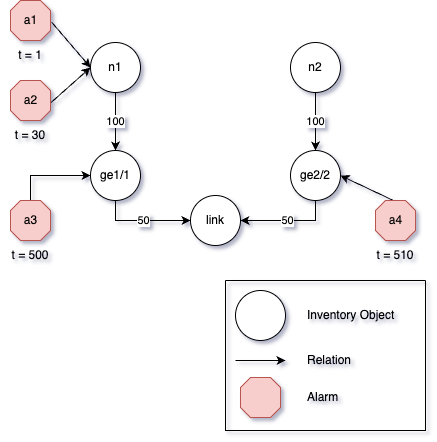 a1
t = 1
n1
n2
a2
t = 30
100
100
ge1/1
ge2/2
a3
50
link
50
a4
t = 500
t = 510
Inventory Object
Relation
Alarm